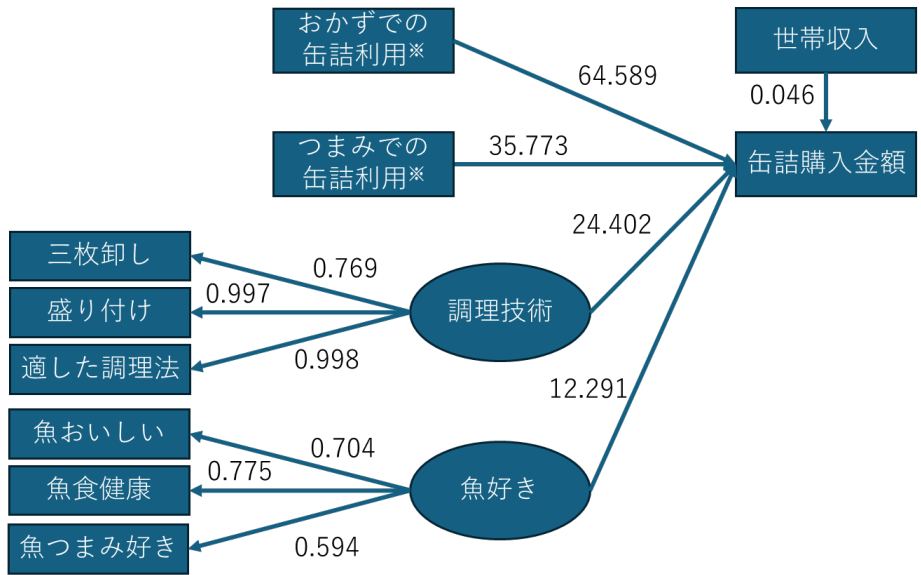 おかずでの
缶詰利用※
世帯収入
64.589
0.046
つまみでの
缶詰利用※
35.773
缶詰購入金額
24.402
三枚卸し
0.769
盛り付け
0.997
調理技術
適した調理法
0.998
12.291
魚おいしい
0.704
魚食健康
0.775
魚好き
魚つまみ好き
0.594